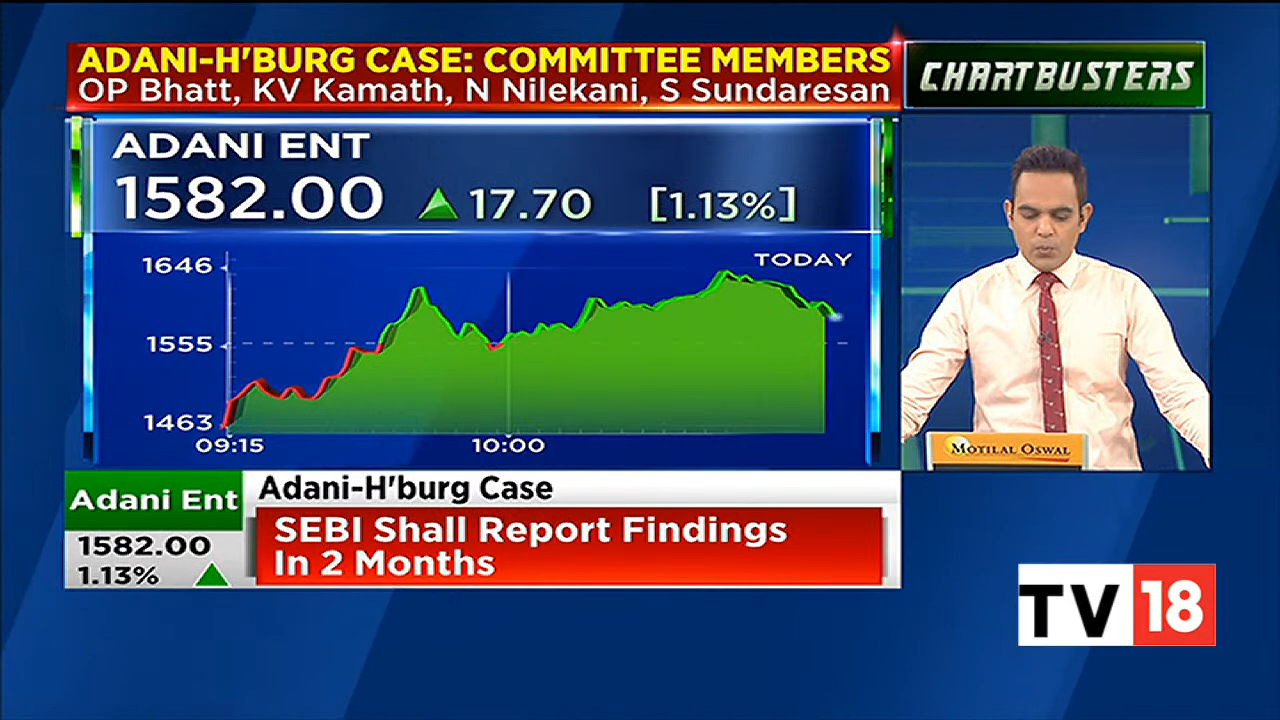 ADANI-H'BURG CASE: COMMITTEE MEMBERS
OP Bhatt, KV Kamath, N Nilekani, S Sundaresan
CHARTBUSTERS
ADANI ENT
1582.00 ▲ 17.70 [1.13%]
TODAY
1646
1555
1463
09:15 10:00
MOTILAL OSWAL
Adani Ent
1582.00
1.13% ▲
Adani-H'burg Case
SEBI Shall Report Findings
In 2 Months
TV18